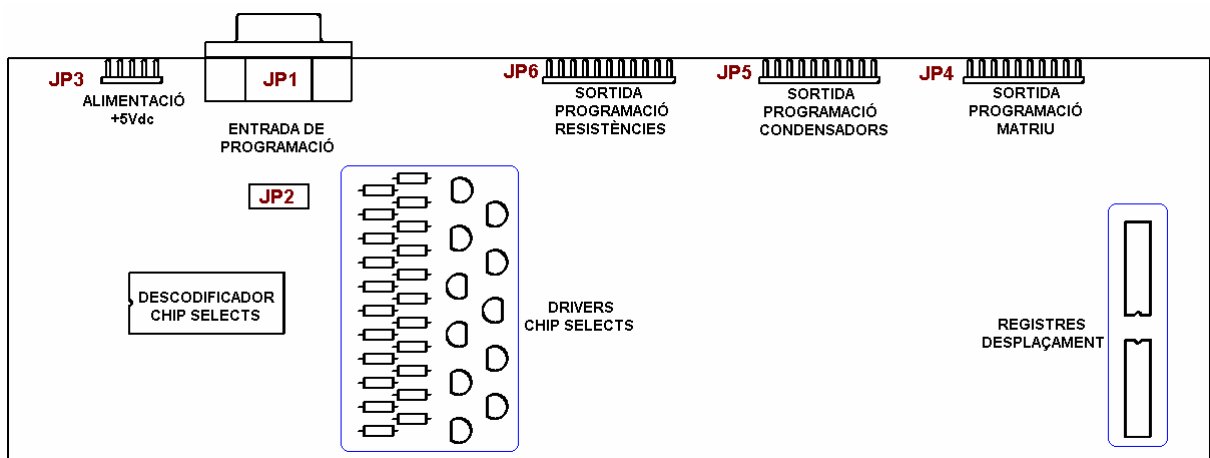 JP3
ALIMENTACIÓ
+5Vdc
JP1
ENTRADA DE
PROGRAMACIÓ
JP6
SORTIDA
PROGRAMACIÓ
RESISTÈNCIES
JP5
SORTIDA
PROGRAMACIÓ
CONDENSADORS
JP4
SORTIDA
PROGRAMACIÓ
MATRIU
JP2
DESCODIFICADOR
CHIP SELECTS
DRIVERS
CHIP SELECTS
REGISTRES
DESPLAÇAMENT